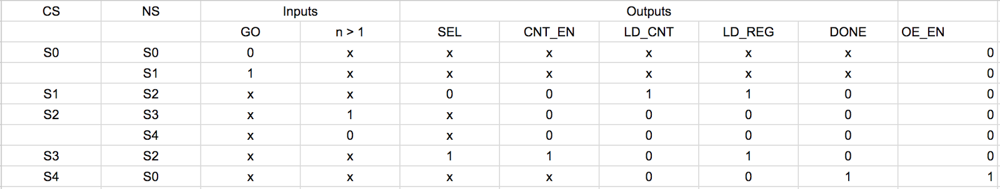 CS NS Inputs Outputs
GO n > 1 SEL CNT_EN LD_CNT LD_REG DONE OE_EN
S0 S0 0 x x x x x x 0
S1 1 x x x x x x 0
S1 S2 x x 0 0 1 1 0 0
S2 S3 x 1 x 0 0 0 0 0
S4 x 0 x 0 0 0 0 0
S3 S2 x x 1 1 0 1 0 0
S4 S0 x x x x 0 0 1 1